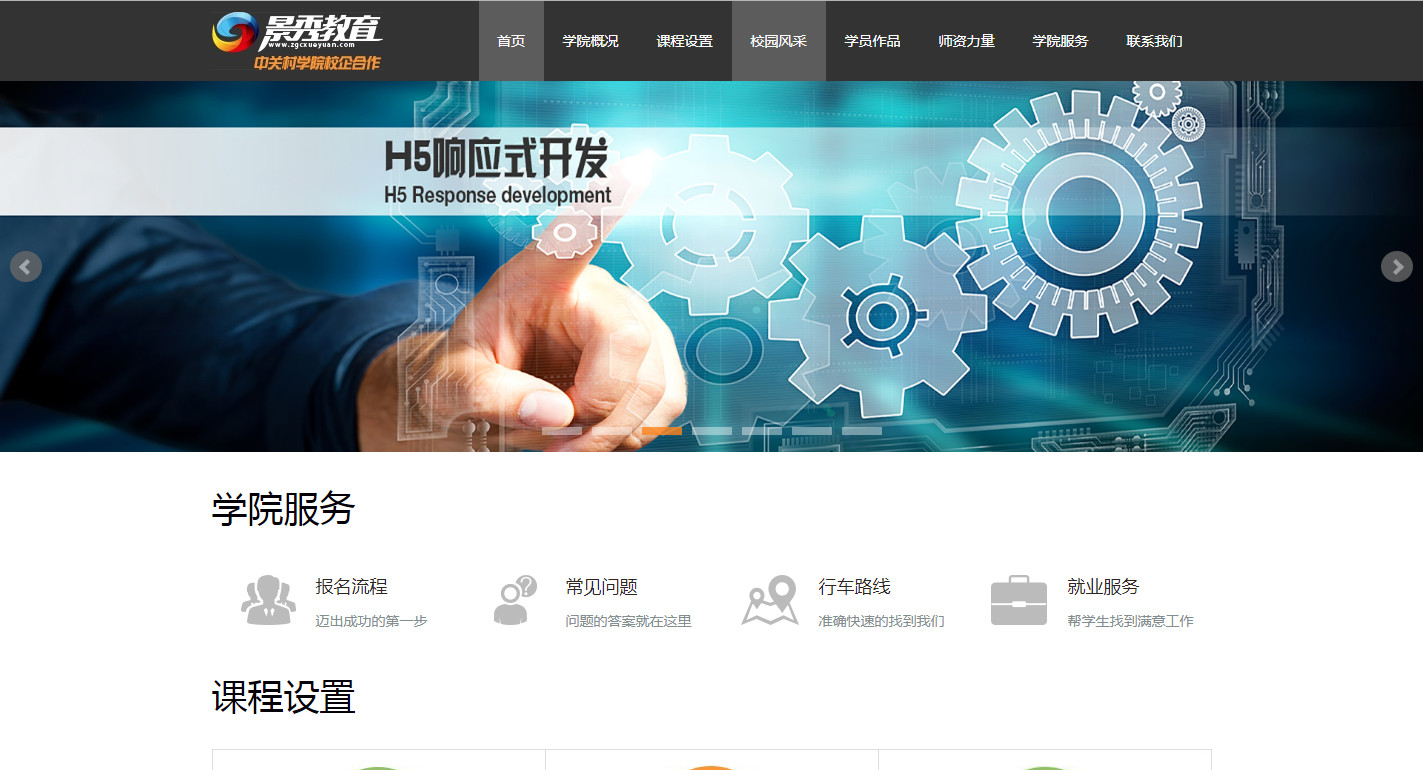 景秀教育
www.zgcxueyuan.com
中关村学院校企合作
首页 学院概况 课程设置 校园风采 学员作品 师资力量 学院服务 联系我们
H5响应式开发
H5 Response development
学院服务
报名流程 常见问题 行车路线 就业服务
迈出成功的第一步 问题的答案就在这里 准确快速的找到我们 帮学生找到满意工作
课程设置